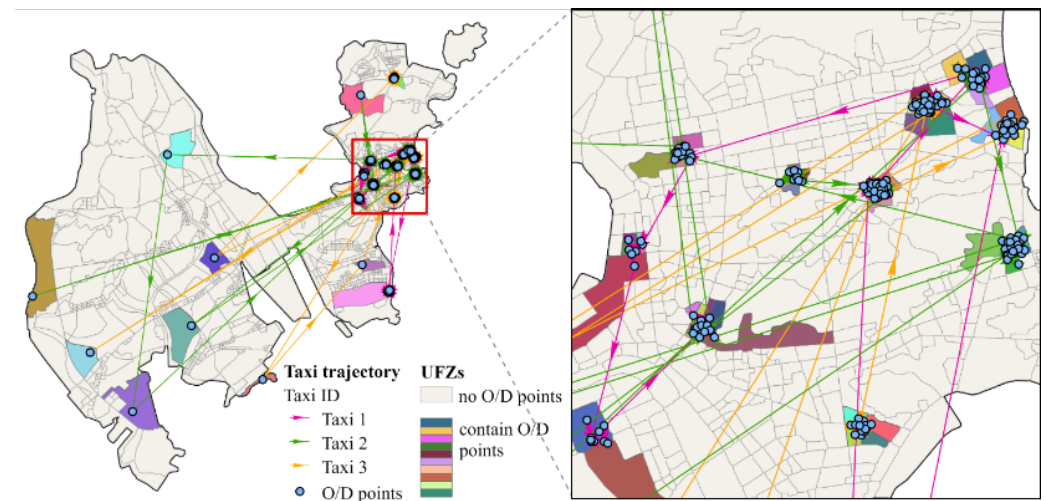 Taxi trajectory
Taxi ID
Taxi 1
Taxi 2
Taxi 3
O/D points
UFZs
no O/D points
contain O/D
points